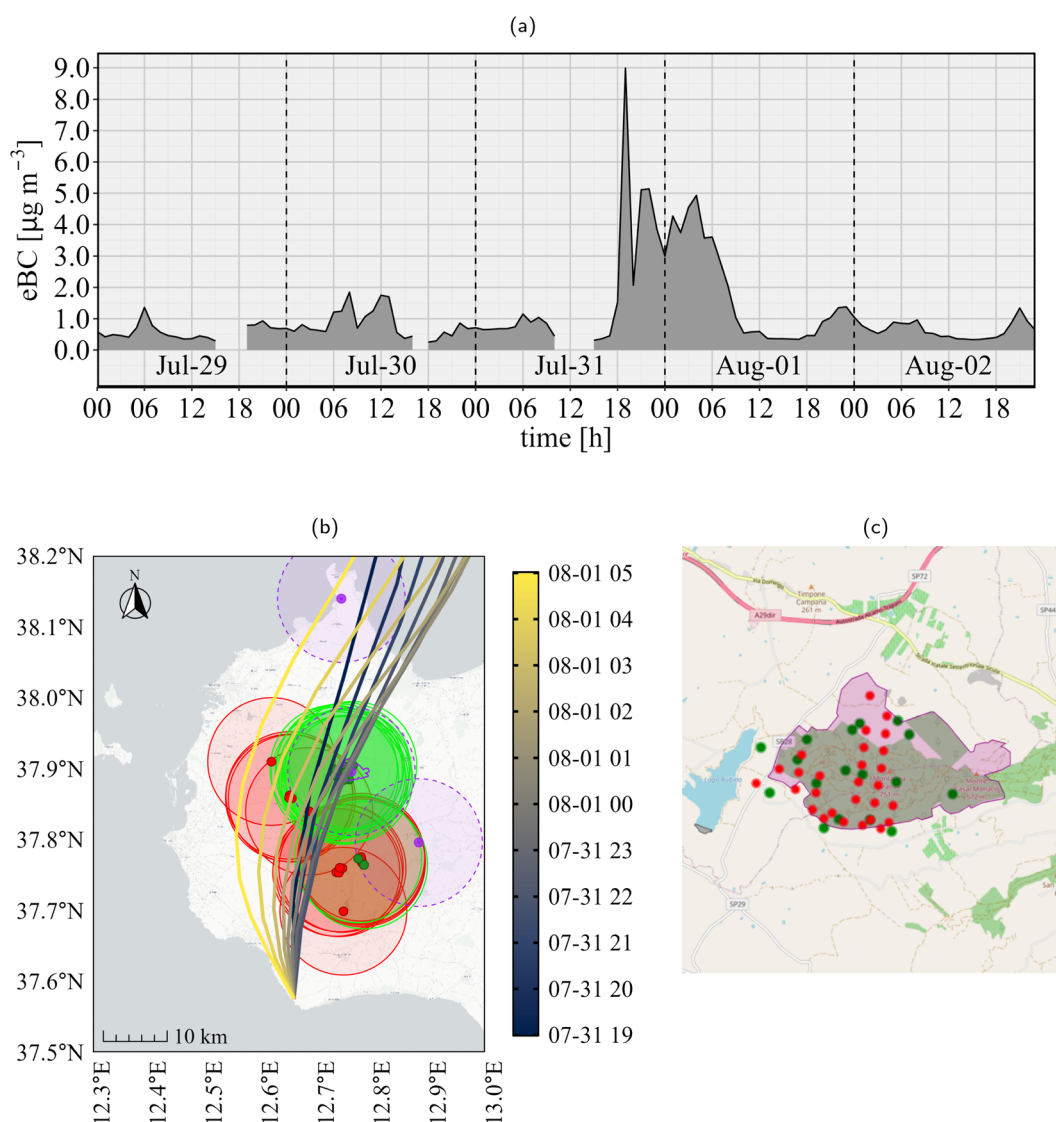 (a)
eBC [µg m⁻³]
9.0
8.0
7.0
6.0
5.0
4.0
3.0
2.0
1.0
0.0
Jul-29 Jul-30 Jul-31 Aug-01 Aug-02
00 06 12 18 00 06 12 18 00 06 12 18 00 06 12 18 00 06 12 18
time [h]
(b)
38.2°N
38.1°N
38.0°N
37.9°N
37.8°N
37.7°N
37.6°N
37.5°N
N
10 km
12.3°E 12.4°E 12.5°E 12.6°E 12.7°E 12.8°E 12.9°E 13.0°E
08-01 05
08-01 04
08-01 03
08-01 02
08-01 01
08-01 00
07-31 23
07-31 22
07-31 21
07-31 20
07-31 19
(c)
SP72
Timpone
Campana
261 m
A29dir
SP44
SP28
751 m
SP29